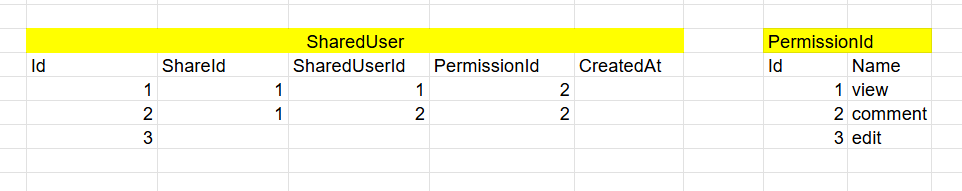 SharedUser PermissionId
Id ShareId SharedUserId PermissionId CreatedAt Id Name
1 1 1 2 1 view
2 1 2 2 2 comment
3 3 edit